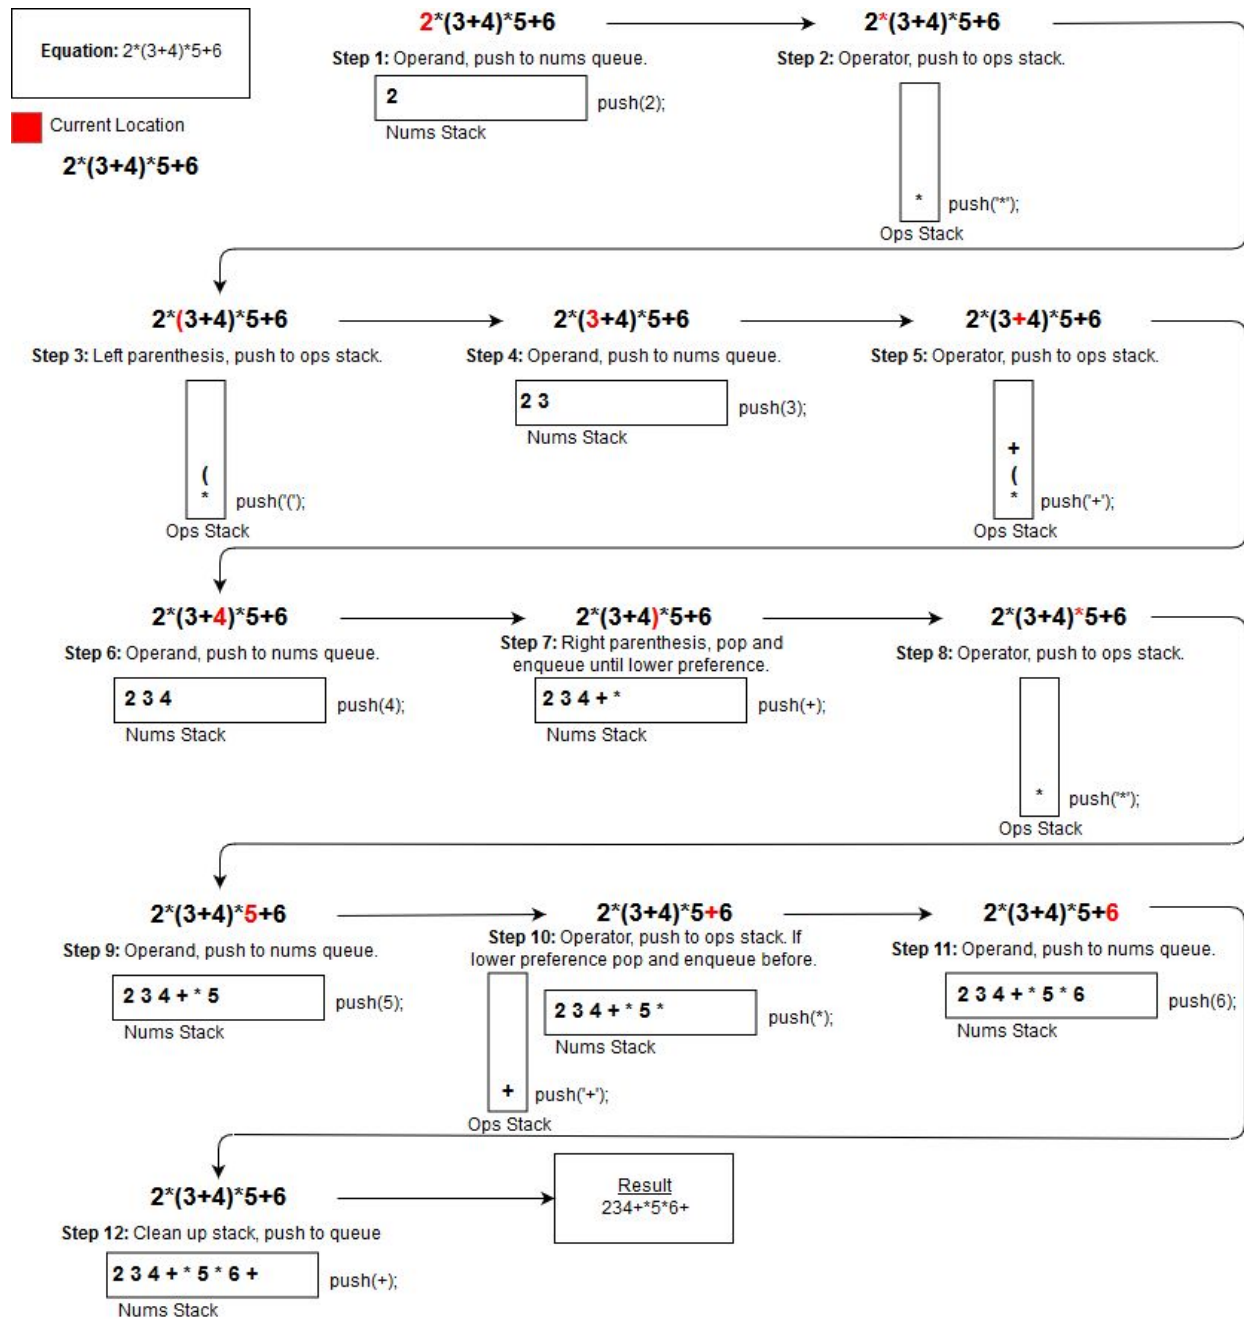 Equation: 2*(3+4)*5+6
Current Location
2*(3+4)*5+6
2*(3+4)*5+6
Step 1: Operand, push to nums queue.
2
push(2);
Nums Stack
2*(3+4)*5+6
Step 2: Operator, push to ops stack.
*
push('*');
Ops Stack
2*(3+4)*5+6
Step 3: Left parenthesis, push to ops stack.
(
*
push('(');
Ops Stack
2*(3+4)*5+6
Step 4: Operand, push to nums queue.
2 3
push(3);
Nums Stack
2*(3+4)*5+6
Step 5: Operator, push to ops stack.
+
(
*
push('+');
Ops Stack
2*(3+4)*5+6
Step 6: Operand, push to nums queue.
2 3 4
push(4);
Nums Stack
2*(3+4)*5+6
Step 7: Right parenthesis, pop and
enqueue until lower preference.
2 3 4 + *
push(+);
Nums Stack
2*(3+4)*5+6
Step 8: Operator, push to ops stack.
*
push('*');
Ops Stack
2*(3+4)*5+6
Step 9: Operand, push to nums queue.
2 3 4 + * 5
push(5);
Nums Stack
2*(3+4)*5+6
Step 10: Operator, push to ops stack. If
lower preference pop and enqueue before.
2 3 4 + * 5 *
push(*);
Nums Stack
+
push('+');
Ops Stack
2*(3+4)*5+6
Step 11: Operand, push to nums queue.
2 3 4 + * 5 * 6
push(6);
Nums Stack
2*(3+4)*5+6
Step 12: Clean up stack, push to queue
2 3 4 + * 5 * 6 +
push(+);
Nums Stack
Result
234+*5*6+